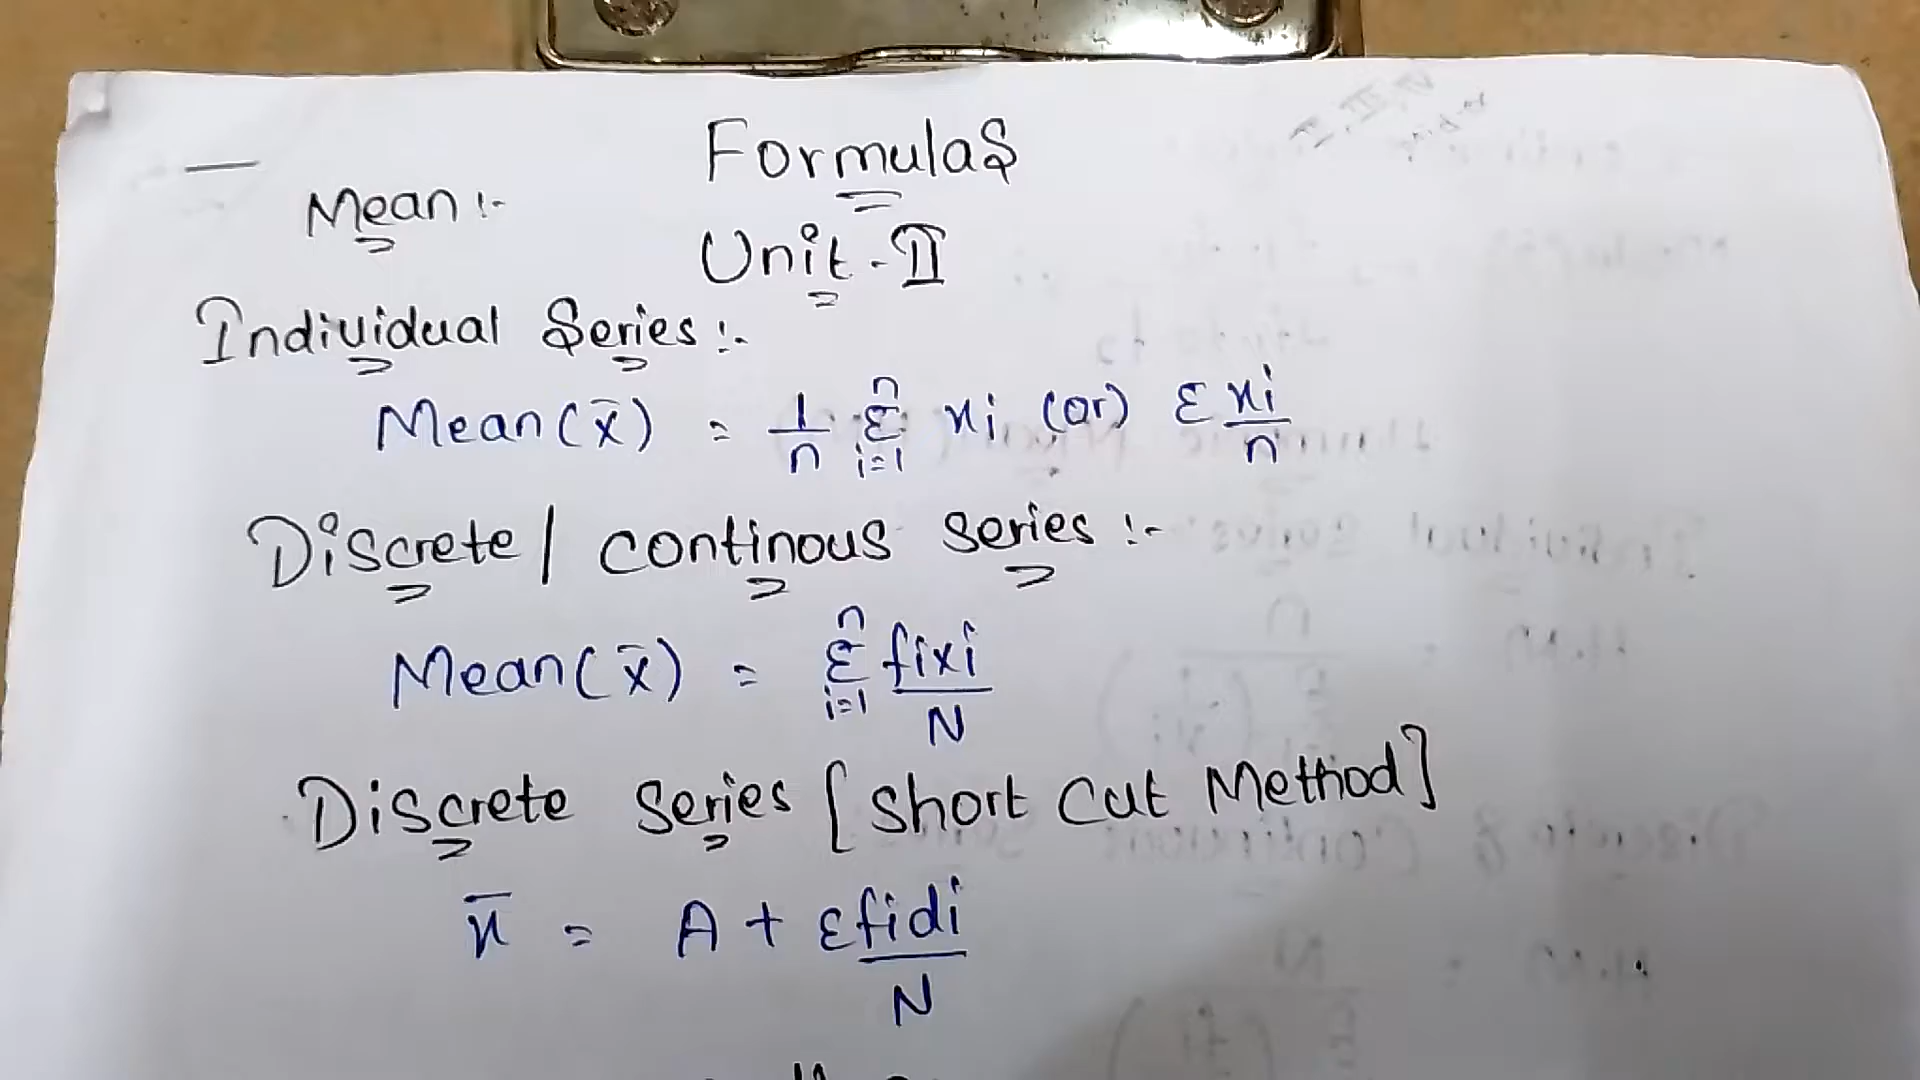 Formulas
Mean :-
Unit - II
Individual Series :-
Mean (x̄) = 1/n Σ_{i=1}^{n} xi (or) Σ xi/n
Discrete / continous series :-
Mean (x̄) = Σ_{i=1}^{n} fixi/N
Discrete Series [Short Cut Method]
x̄ = A + Σfidi/N